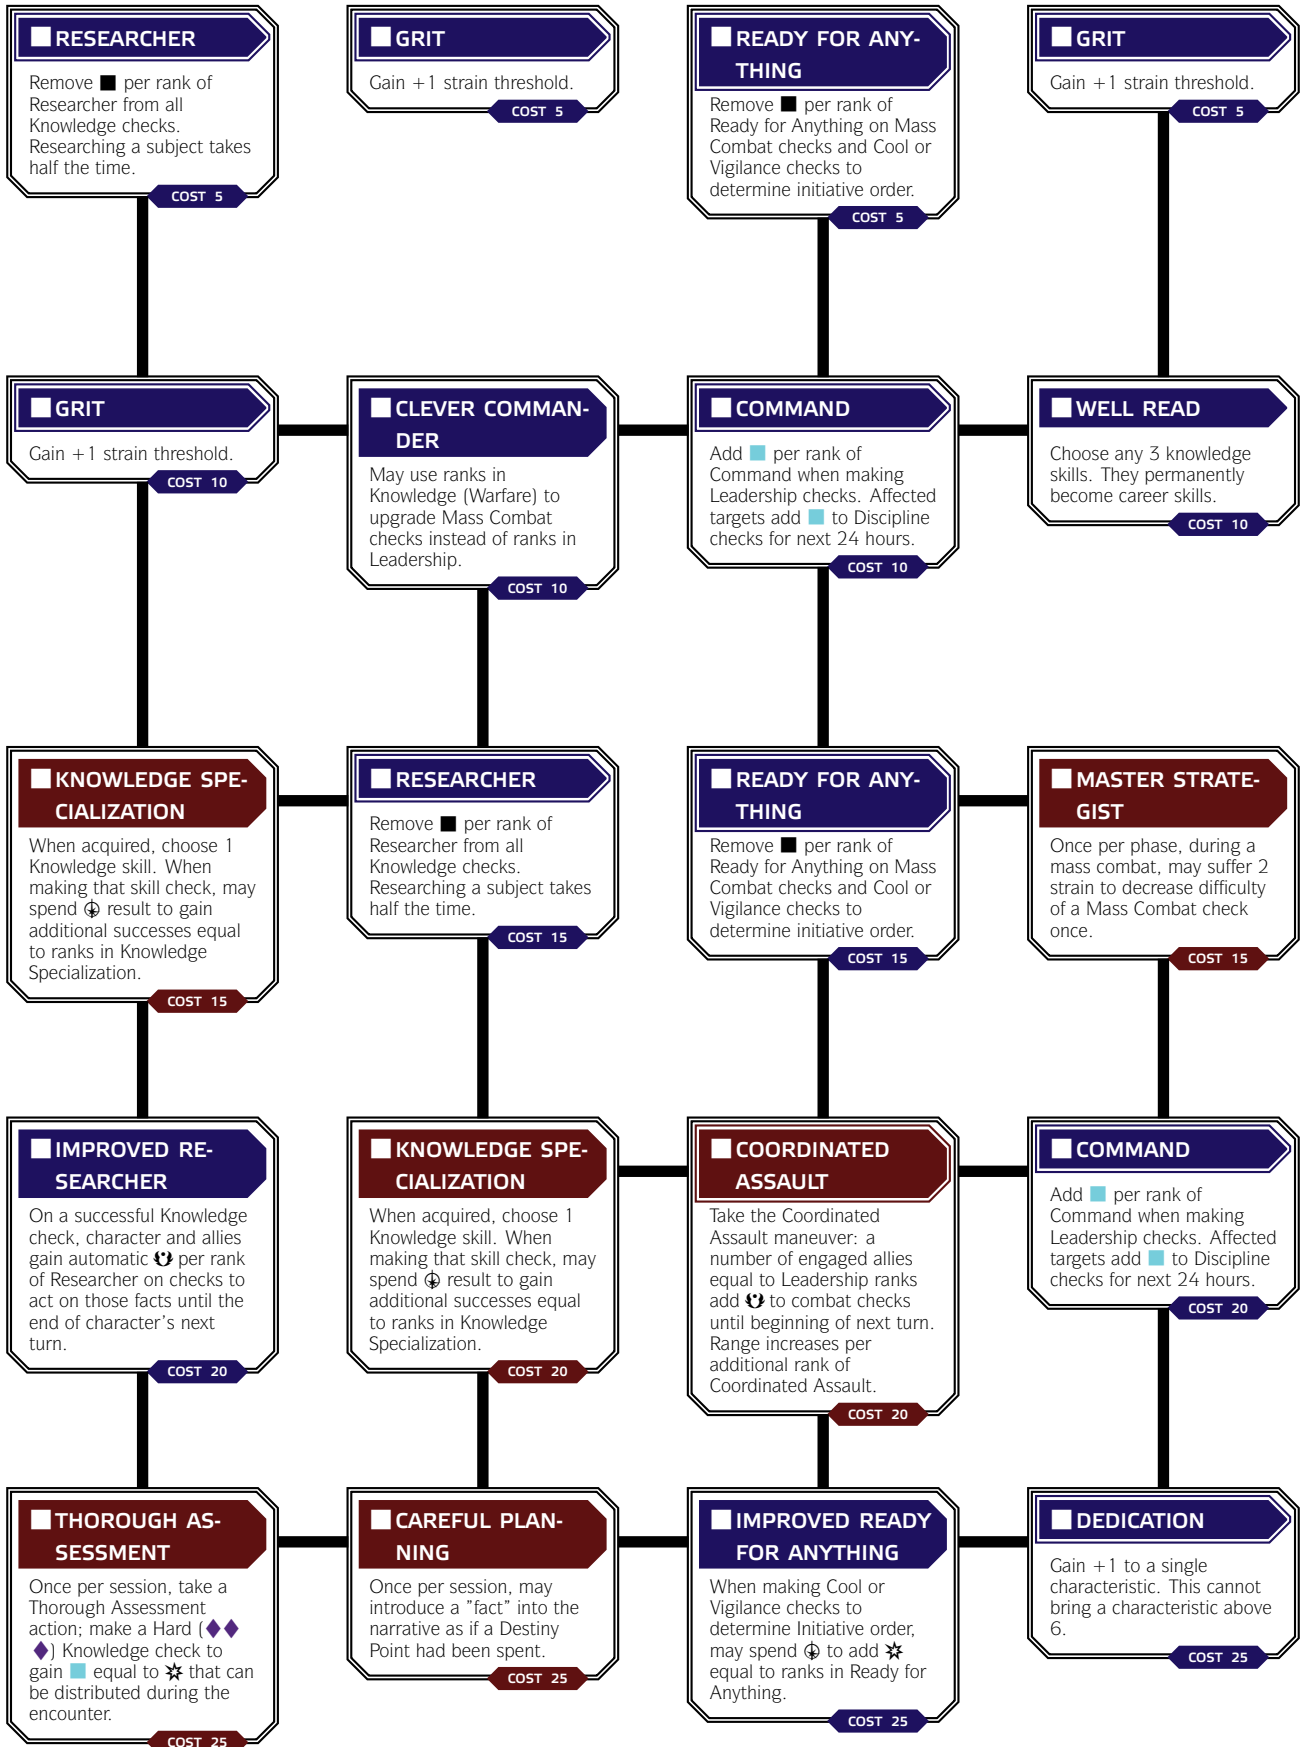 RESEARCHER
Remove per rank of
Researcher from all
Knowledge checks.
Researching a subject takes
half the time.
COST 5
GRIT
Gain +1 strain threshold.
COST 5
READY FOR ANY-
THING
Remove per rank of
Ready for Anything on Mass
Combat checks and Cool or
Vigilance checks to
determine initiative order.
COST 5
GRIT
Gain +1 strain threshold.
COST 5
GRIT
Gain +1 strain threshold.
COST 10
CLEVER COMMAN-
DER
May use ranks in
Knowledge (Warfare) to
upgrade Mass Combat
checks instead of ranks in
Leadership.
COST 10
COMMAND
Add per rank of
Command when making
Leadership checks. Affected
targets add to Discipline
checks for next 24 hours.
COST 10
WELL READ
Choose any 3 knowledge
skills. They permanently
become career skills.
COST 10
KNOWLEDGE SPE-
CIALIZATION
When acquired, choose 1
Knowledge skill. When
making that skill check, may
spend result to gain
additional successes equal
to ranks in Knowledge
Specialization.
COST 15
RESEARCHER
Remove per rank of
Researcher from all
Knowledge checks.
Researching a subject takes
half the time.
COST 15
READY FOR ANY-
THING
Remove per rank of
Ready for Anything on Mass
Combat checks and Cool or
Vigilance checks to
determine initiative order.
COST 15
MASTER STRATE-
GIST
Once per phase, during a
mass combat, may suffer 2
strain to decrease difficulty
of a Mass Combat check
once.
COST 15
IMPROVED RE-
SEARCHER
On a successful Knowledge
check, character and allies
gain automatic per rank
of Researcher on checks to
act on those facts until the
end of character's next
turn.
COST 20
KNOWLEDGE SPE-
CIALIZATION
When acquired, choose 1
Knowledge skill. When
making that skill check, may
spend result to gain
additional successes equal
to ranks in Knowledge
Specialization.
COST 20
COORDINATED
ASSAULT
Take the Coordinated
Assault maneuver: a
number of engaged allies
equal to Leadership ranks
add to combat checks
until beginning of next turn.
Range increases per
additional rank of
Coordinated Assault.
COST 20
COMMAND
Add per rank of
Command when making
Leadership checks. Affected
targets add to Discipline
checks for next 24 hours.
COST 20
THOROUGH AS-
SESSMENT
Once per session, take a
Thorough Assessment
action; make a Hard (♦♦
♦) Knowledge check to
gain equal to that can
be distributed during the
encounter.
COST 25
CAREFUL PLAN-
NING
Once per session, may
introduce a ”fact” into the
narrative as if a Destiny
Point had been spent.
COST 25
IMPROVED READY
FOR ANYTHING
When making Cool or
Vigilance checks to
determine Initiative order,
may spend to add
equal to ranks in Ready for
Anything.
COST 25
DEDICATION
Gain +1 to a single
characteristic. This cannot
bring a characteristic above
6.
COST 25